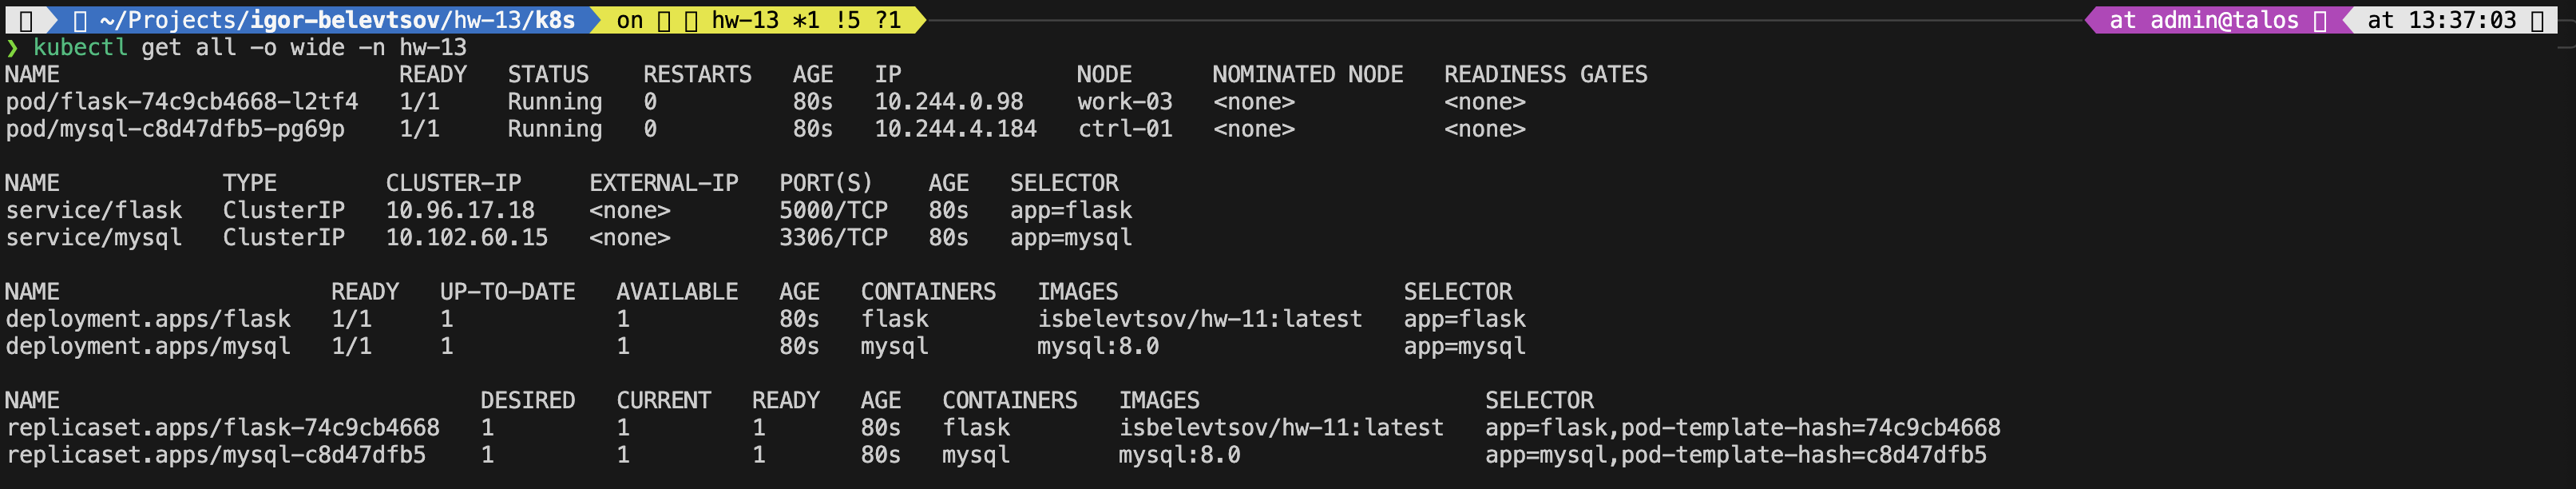 ~/Projects/igor-belevtsov/hw-13/k8s on hw-13 *1 !5 ?1 at admin@talos at 13:37:03
❯ kubectl get all -o wide -n hw-13
NAME READY STATUS RESTARTS AGE IP NODE NOMINATED NODE READINESS GATES
pod/flask-74c9cb4668-l2tf4 1/1 Running 0 80s 10.244.0.98 work-03 <none> <none>
pod/mysql-c8d47dfb5-pg69p 1/1 Running 0 80s 10.244.4.184 ctrl-01 <none> <none>
NAME TYPE CLUSTER-IP EXTERNAL-IP PORT(S) AGE SELECTOR
service/flask ClusterIP 10.96.17.18 <none> 5000/TCP 80s app=flask
service/mysql ClusterIP 10.102.60.15 <none> 3306/TCP 80s app=mysql
NAME READY UP-TO-DATE AVAILABLE AGE CONTAINERS IMAGES SELECTOR
deployment.apps/flask 1/1 1 1 80s flask isbelevtsov/hw-11:latest app=flask
deployment.apps/mysql 1/1 1 1 80s mysql mysql:8.0 app=mysql
NAME DESIRED CURRENT READY AGE CONTAINERS IMAGES SELECTOR
replicaset.apps/flask-74c9cb4668 1 1 1 80s flask isbelevtsov/hw-11:latest app=flask,pod-template-hash=74c9cb4668
replicaset.apps/mysql-c8d47dfb5 1 1 1 80s mysql mysql:8.0 app=mysql,pod-template-hash=c8d47dfb5